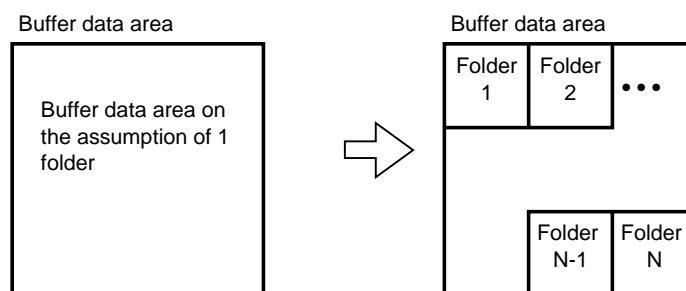 Buffer data area
Buffer data area on
the assumption of 1
folder
Buffer data area
Folder
1
Folder
2
•••
Folder
N-1
Folder
N